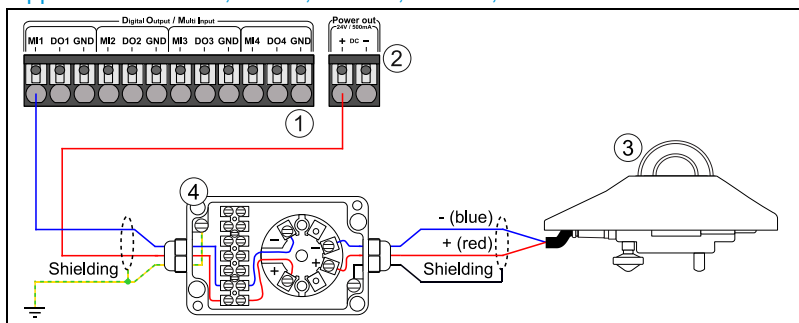 Digital Output / Multi Input
Power out
24V / 500mA
MI1 DO1 GND MI2 DO2 GND MI3 DO3 GND MI4 DO4 GND
+ DC -
2
1
3
4
- (blue)
+ (red)
Shielding
Shielding
- -
+ +